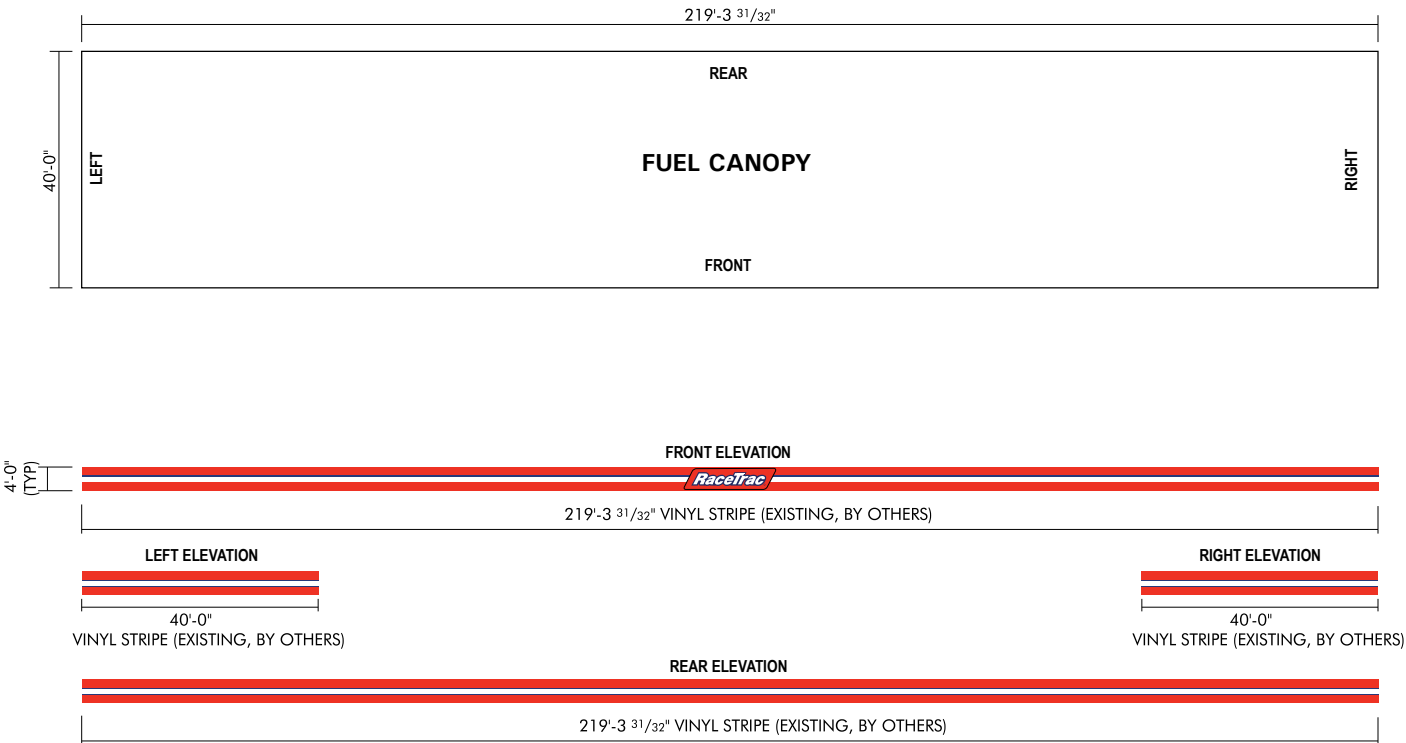 219'-3 31/32"
REAR
40'-0"
LEFT
FUEL CANOPY
RIGHT
FRONT
FRONT ELEVATION
4'-0"
(TYP)
RaceTrac
219'-3 31/32" VINYL STRIPE (EXISTING, BY OTHERS)
LEFT ELEVATION
40'-0"
VINYL STRIPE (EXISTING, BY OTHERS)
RIGHT ELEVATION
40'-0"
VINYL STRIPE (EXISTING, BY OTHERS)
REAR ELEVATION
219'-3 31/32" VINYL STRIPE (EXISTING, BY OTHERS)